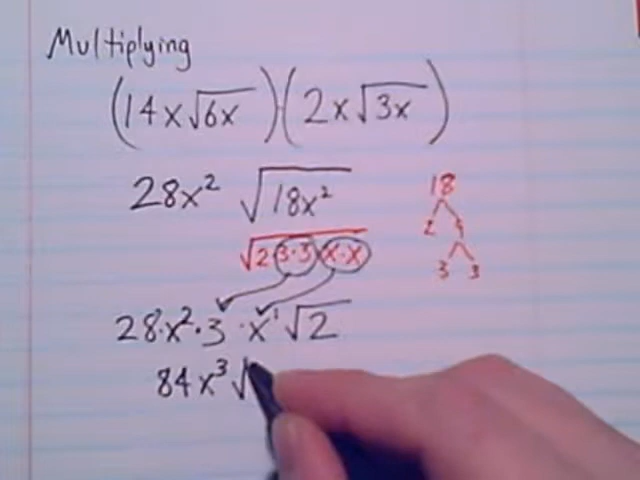 Multiplying
(14x√6x)·(2x√3x)
28x² √18x²
18
2 9
√2 3·3 x·x
3 3
28·x²·3·x¹√2
84x³√